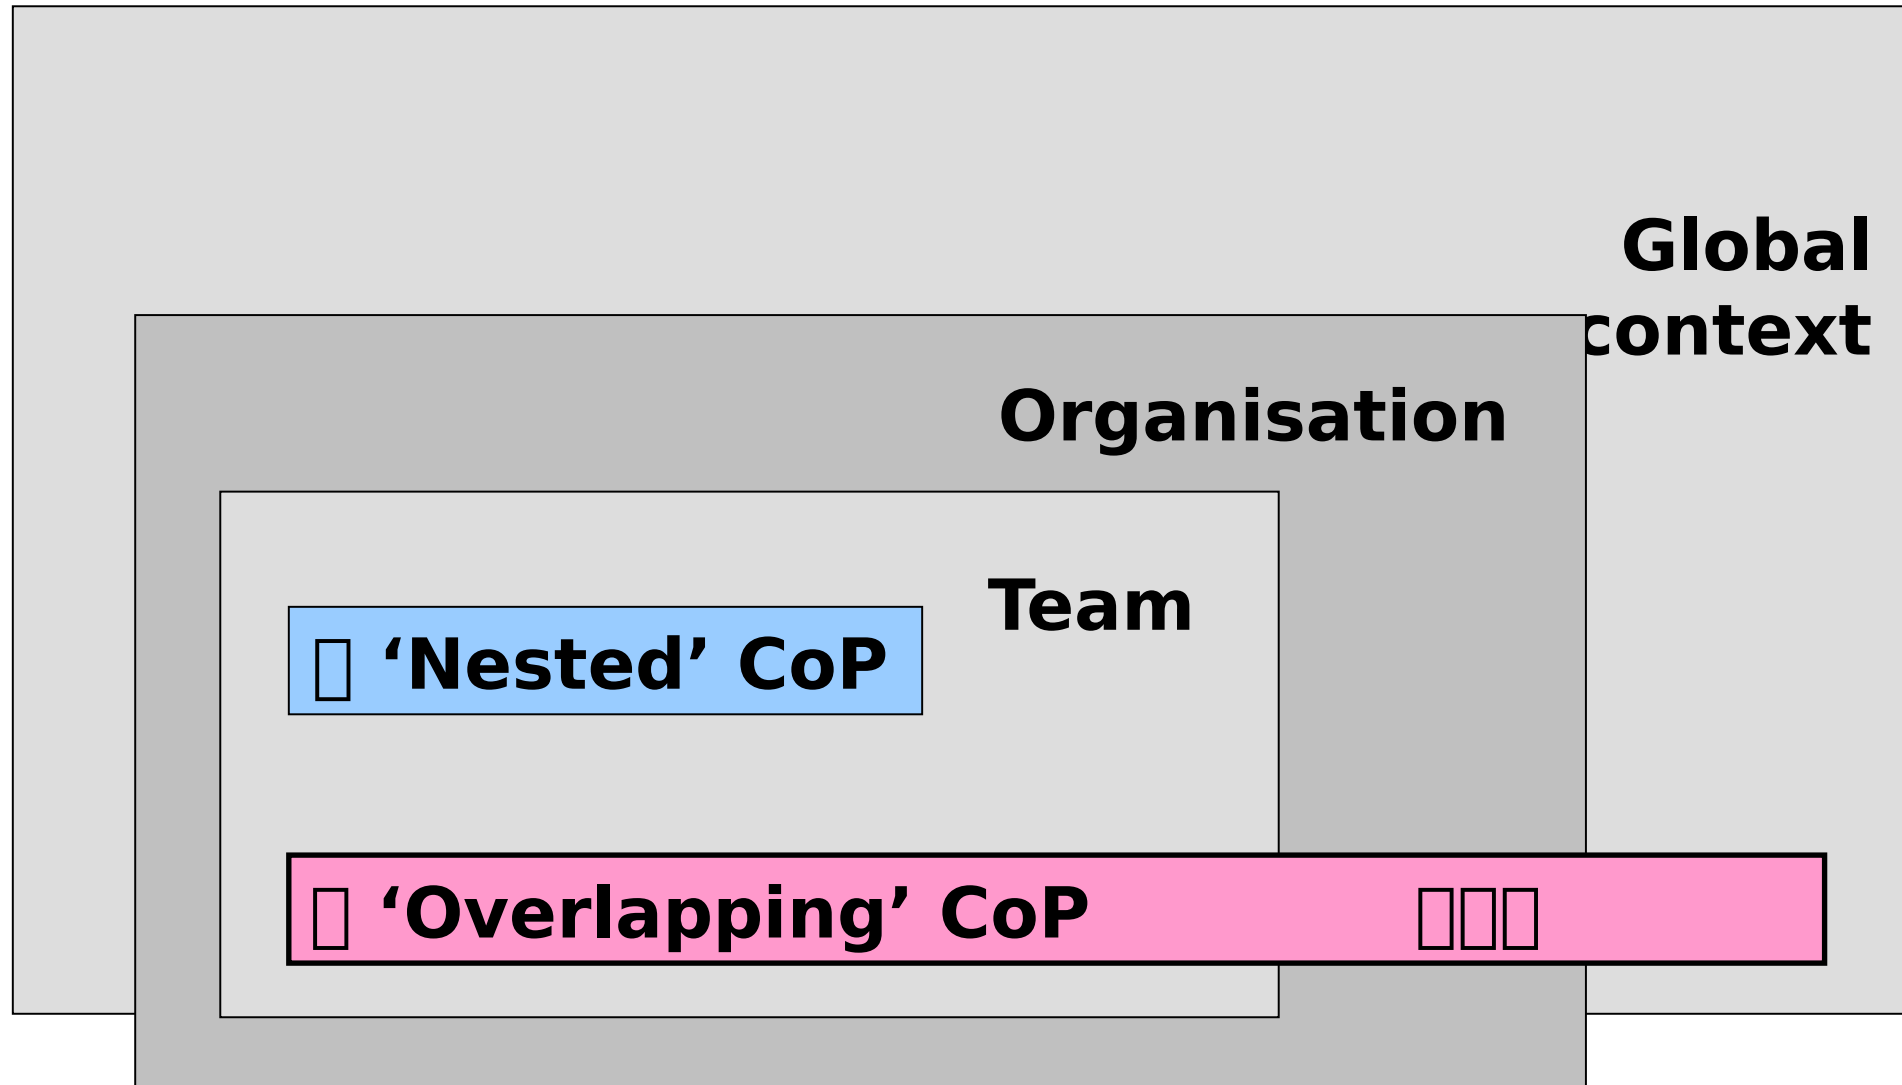 Global
context
Organisation
Team
‘Nested’ CoP
‘Overlapping’ CoP